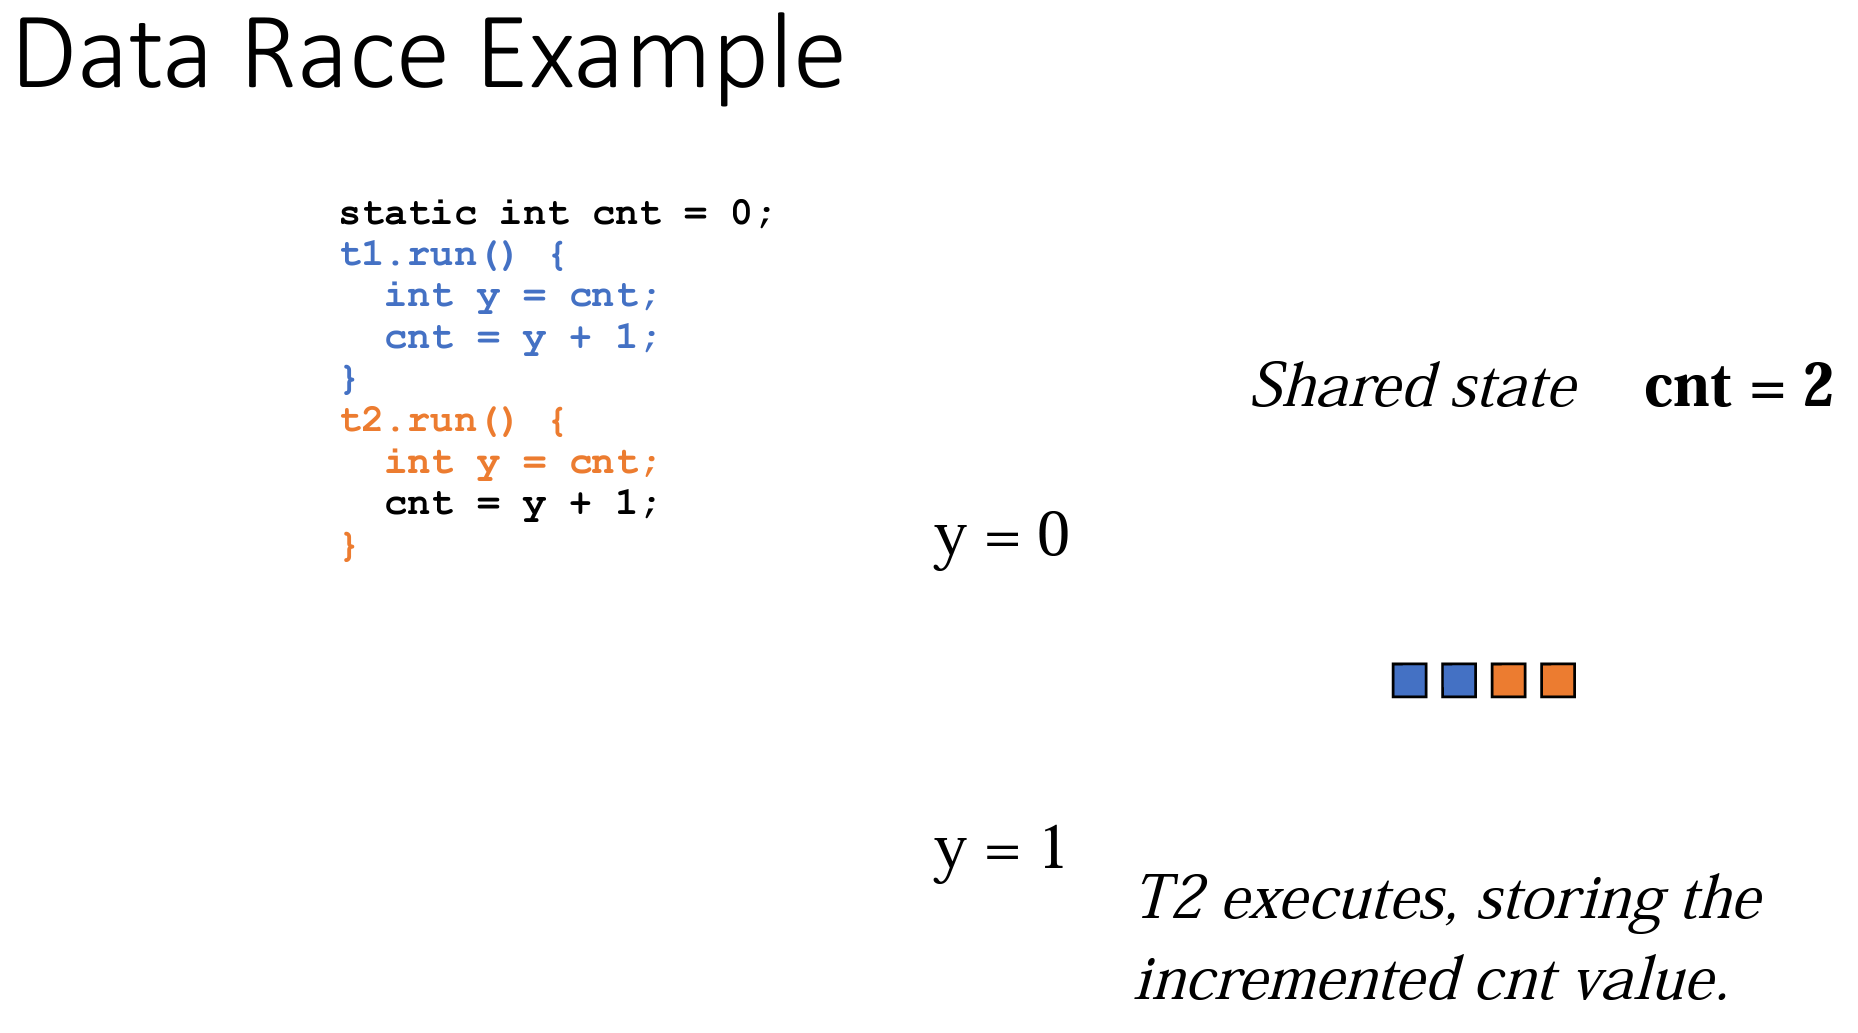 Data Race Example
static int cnt = 0;
t1.run() {
  int y = cnt;
  cnt = y + 1;
}
t2.run() {
  int y = cnt;
  cnt = y + 1;
}
Shared state cnt = 2
y = 0
y = 1
T2 executes, storing the
incremented cnt value.